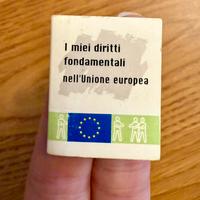 I miei diritti
fondamentali
nell'Unione europea